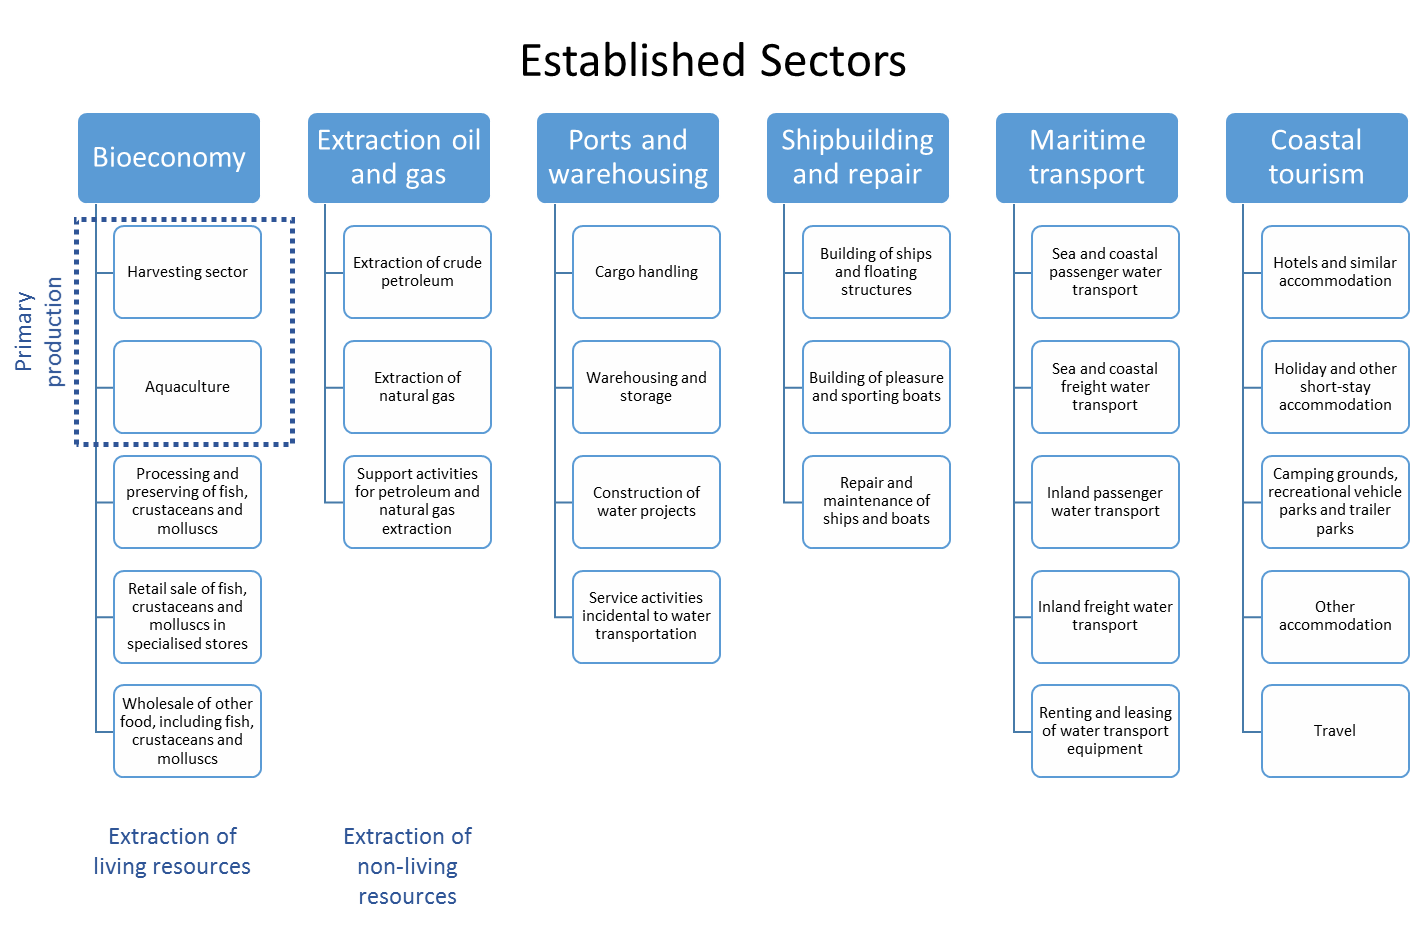 Established Sectors
Bioeconomy
Primary
production
Harvesting sector
Aquaculture
Processing and
preserving of fish,
crustaceans and
molluscs
Retail sale of fish,
crustaceans and
molluscs in
specialised stores
Wholesale of other
food, including fish,
crustaceans and
molluscs
Extraction of
living resources
Extraction oil
and gas
Extraction of crude
petroleum
Extraction of
natural gas
Support activities
for petroleum and
natural gas
extraction
Extraction of
non-living
resources
Ports and
warehousing
Cargo handling
Warehousing and
storage
Construction of
water projects
Service activities
incidental to water
transportation
Shipbuilding
and repair
Building of ships
and floating
structures
Building of pleasure
and sporting boats
Repair and
maintenance of
ships and boats
Maritime
transport
Sea and coastal
passenger water
transport
Sea and coastal
freight water
transport
Inland passenger
water transport
Inland freight water
transport
Renting and leasing
of water transport
equipment
Coastal
tourism
Hotels and similar
accommodation
Holiday and other
short-stay
accommodation
Camping grounds,
recreational vehicle
parks and trailer
parks
Other
accommodation
Travel